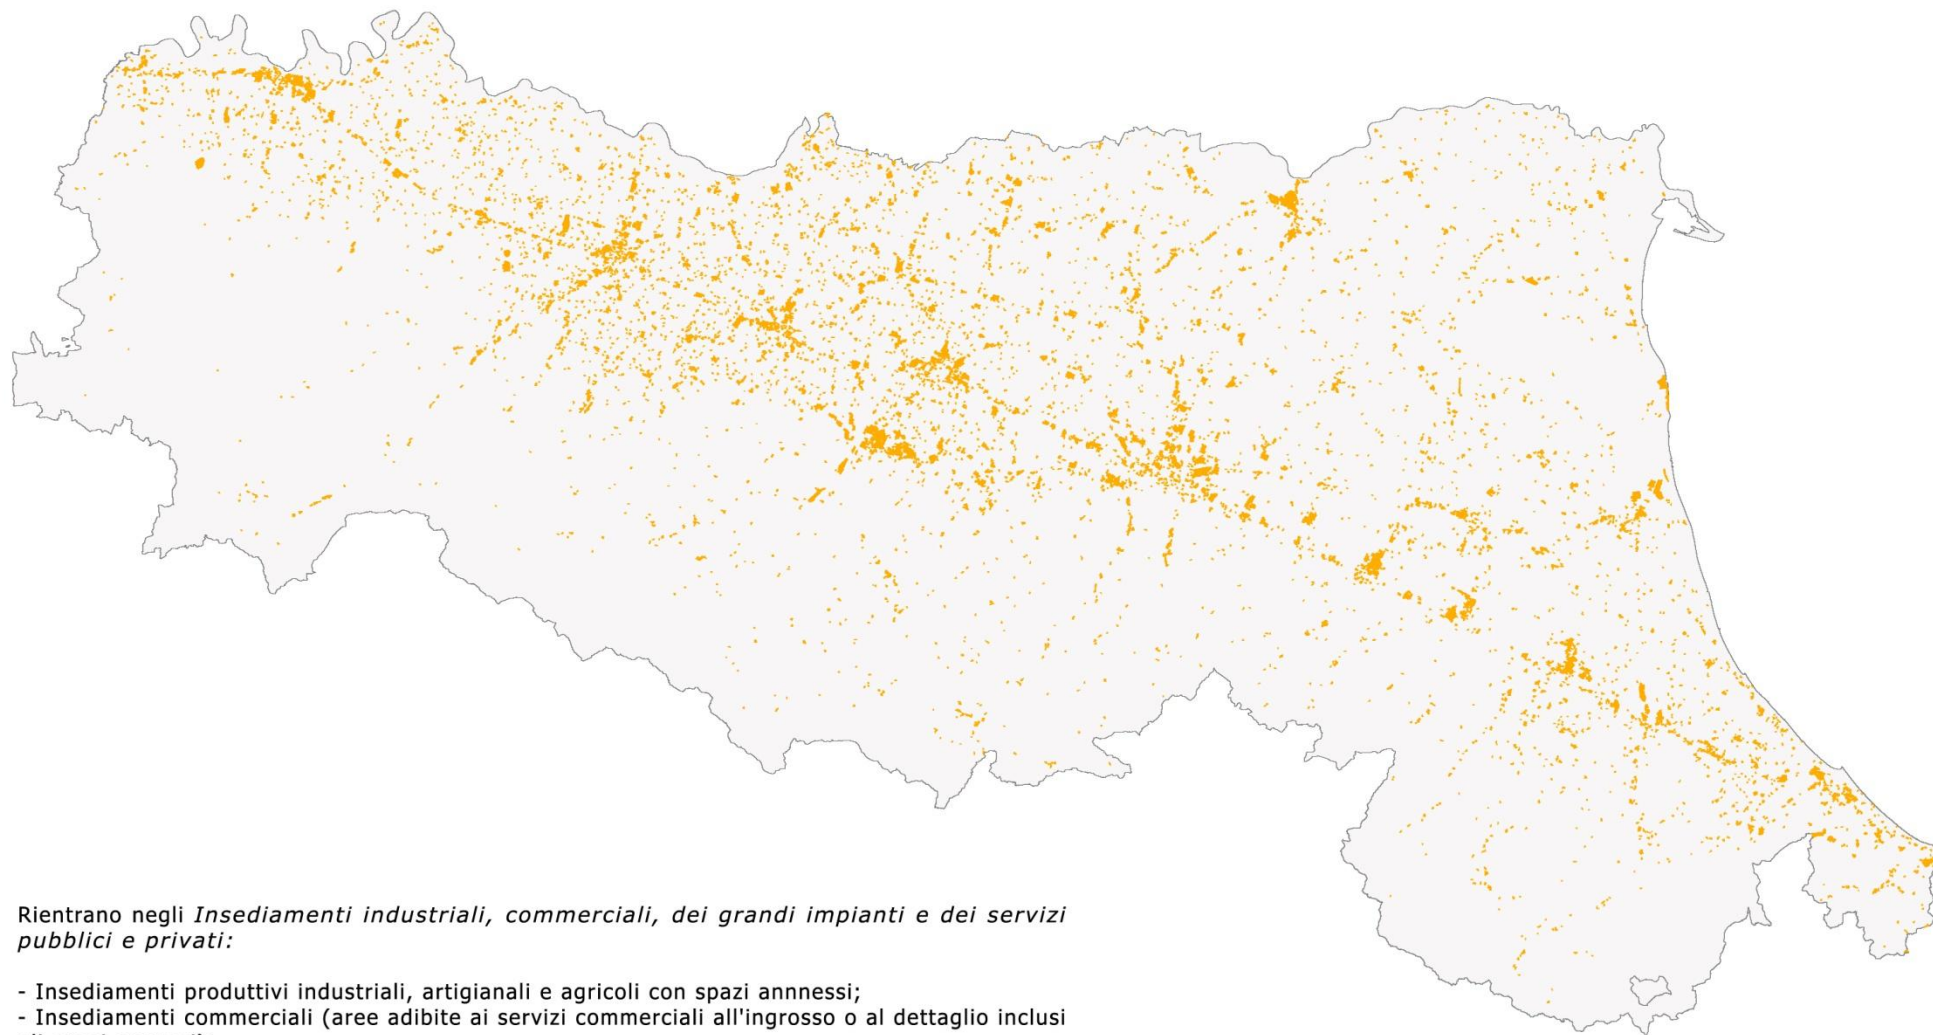 Rientrano negli Insediamenti industriali, commerciali, dei grandi impianti e dei servizi
pubblici e privati:
- Insediamenti produttivi industriali, artigianali e agricoli con spazi annnessi;
- Insediamenti commerciali (aree adibite ai servizi commerciali all'ingrosso o al dettaglio inclusi